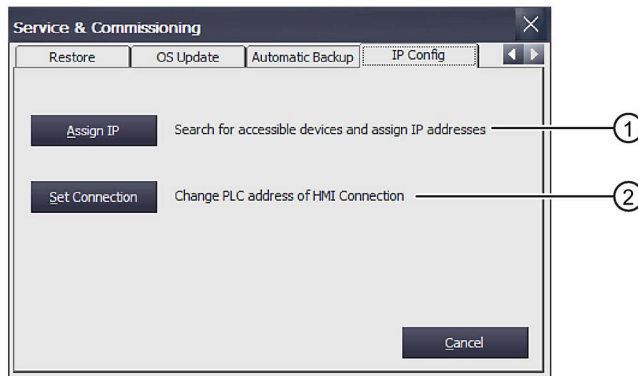 Service & Commissioning
Restore OS Update Automatic Backup IP Config
Assign IP Search for accessible devices and assign IP addresses 1
Set Connection Change PLC address of HMI Connection 2
Cancel